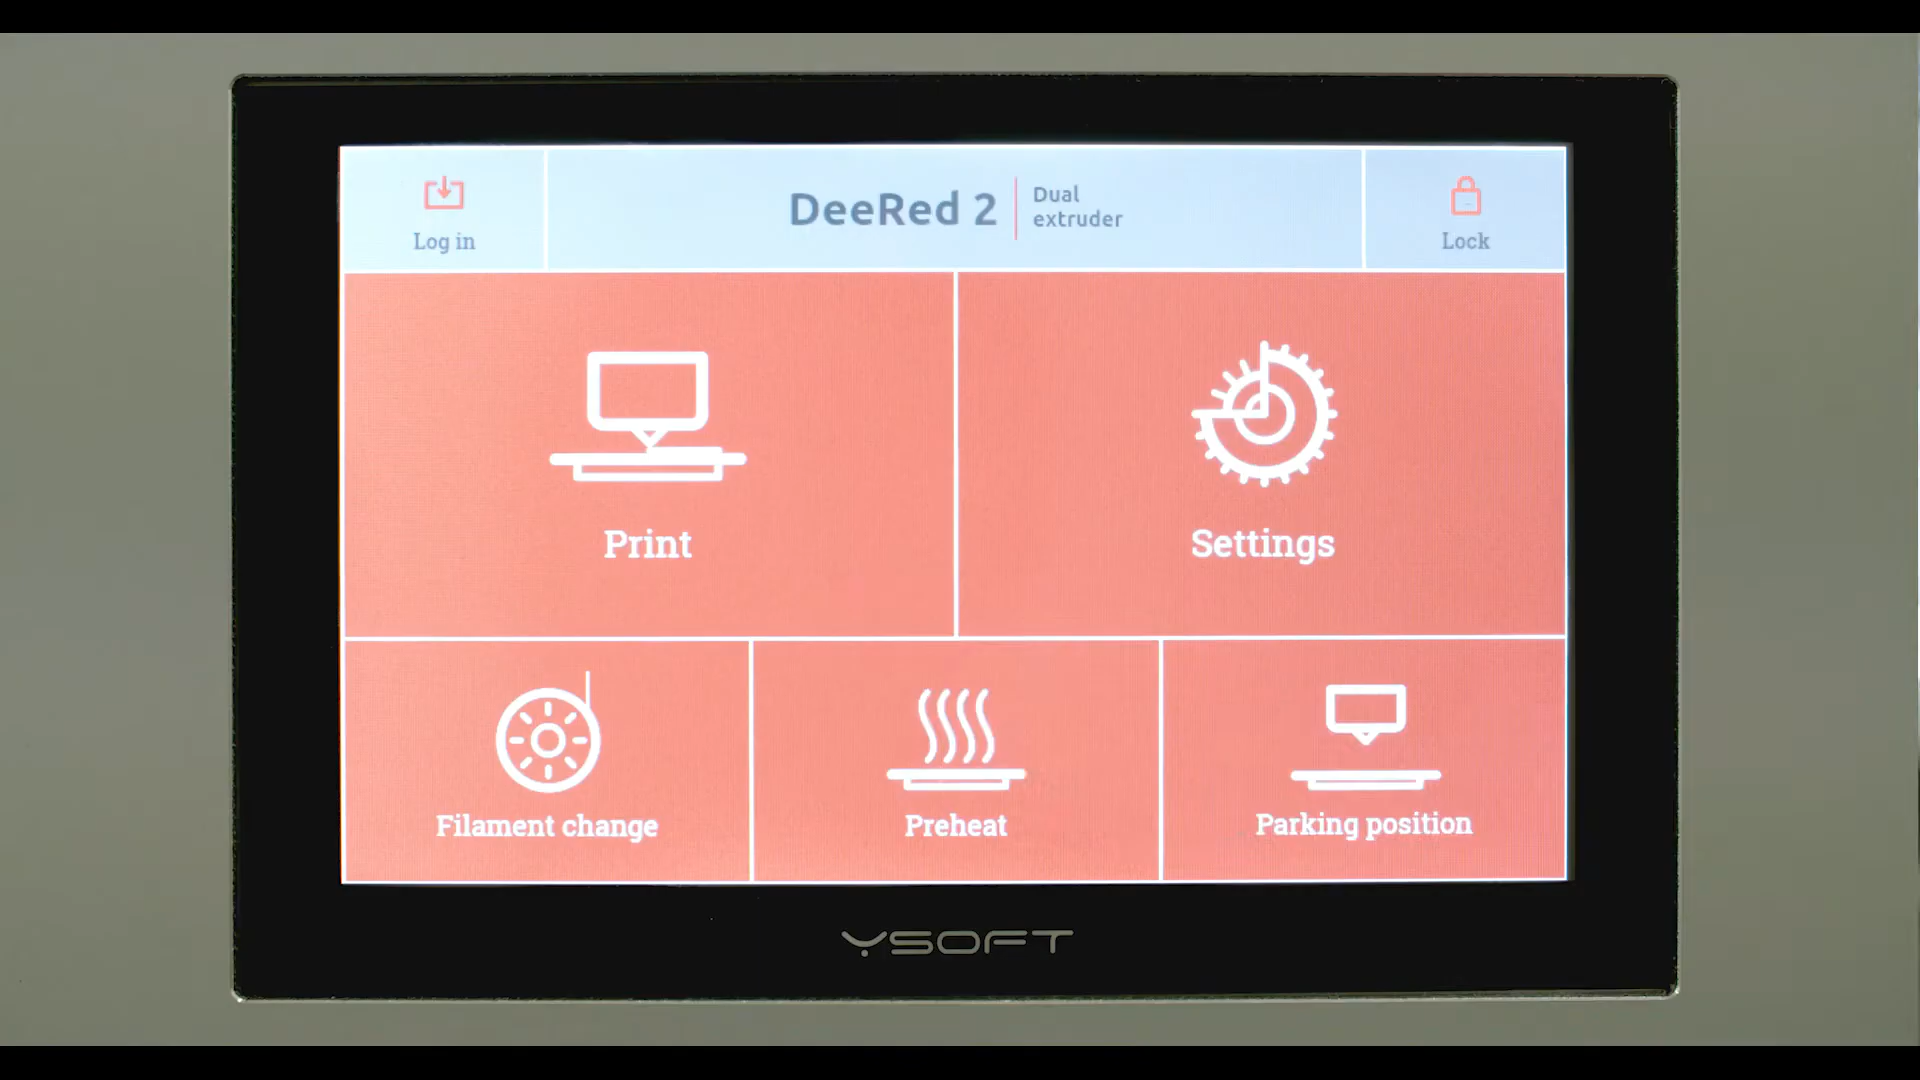 Log in
DeeRed 2
Dual
extruder
Lock
Print
Settings
Filament change
Preheat
Parking position
YSOFT